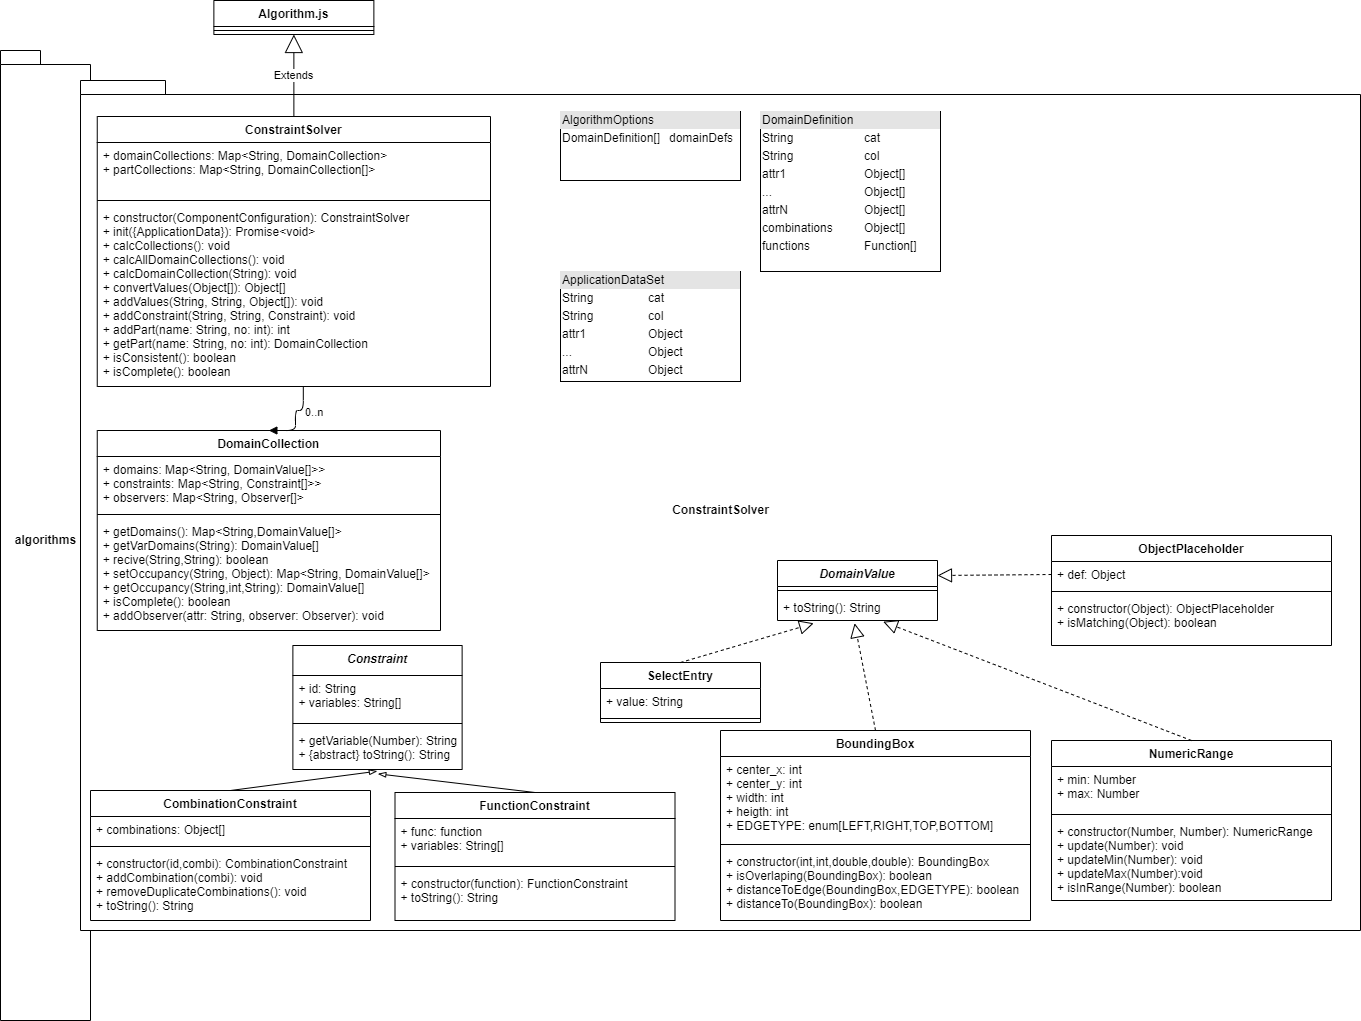 Algorithm.js
Extends
ConstraintSolver
+ domainCollections: Map<String, DomainCollection>
+ partCollections: Map<String, DomainCollection[]>
+ constructor(ComponentConfiguration): ConstraintSolver
+ init({ApplicationData}): Promise<void>
+ calcCollections(): void
+ calcAllDomainCollections(): void
+ calcDomainCollection(String): void
+ convertValues(Object[]): Object[]
+ addValues(String, String, Object[]): void
+ addConstraint(String, String, Constraint): void
+ addPart(name: String, no: int): int
+ getPart(name: String, no: int): DomainCollection
+ isConsistent(): boolean
+ isComplete(): boolean
AlgorithmOptions
DomainDefinition[] domainDefs
DomainDefinition
String cat
String col
attr1 Object[]
... Object[]
attrN Object[]
combinations Object[]
functions Function[]
ApplicationDataSet
String cat
String col
attr1 Object
... Object
attrN Object
0..n
DomainCollection
+ domains: Map<String, DomainValue[]>>
+ constraints: Map<String, Constraint[]>>
+ observers: Map<String, Observer[]>
+ getDomains(): Map<String,DomainValue[]>
+ getVarDomains(String): DomainValue[]
+ recive(String,String): boolean
+ setOccupancy(String, Object): Map<String, DomainValue[]>
+ getOccupancy(String,int,String): DomainValue[]
+ isComplete(): boolean
+ addObserver(attr: String, observer: Observer): void
algorithms
ConstraintSolver
DomainValue
+ toString(): String
ObjectPlaceholder
+ def: Object
+ constructor(Object): ObjectPlaceholder
+ isMatching(Object): boolean
Constraint
+ id: String
+ variables: String[]
+ getVariable(Number): String
+ {abstract} toString(): String
SelectEntry
+ value: String
CombinationConstraint
+ combinations: Object[]
+ constructor(id,combi): CombinationConstraint
+ addCombination(combi): void
+ removeDuplicateCombinations(): void
+ toString(): String
FunctionConstraint
+ func: function
+ variables: String[]
+ constructor(function): FunctionConstraint
+ toString(): String
BoundingBox
+ center_x: int
+ center_y: int
+ width: int
+ heigth: int
+ EDGETYPE: enum[LEFT,RIGHT,TOP,BOTTOM]
+ constructor(int,int,double,double): BoundingBox
+ isOverlaping(BoundingBox): boolean
+ distanceToEdge(BoundingBox,EDGETYPE): boolean
+ distanceTo(BoundingBox): boolean
NumericRange
+ min: Number
+ max: Number
+ constructor(Number, Number): NumericRange
+ update(Number): void
+ updateMin(Number): void
+ updateMax(Number):void
+ isInRange(Number): boolean